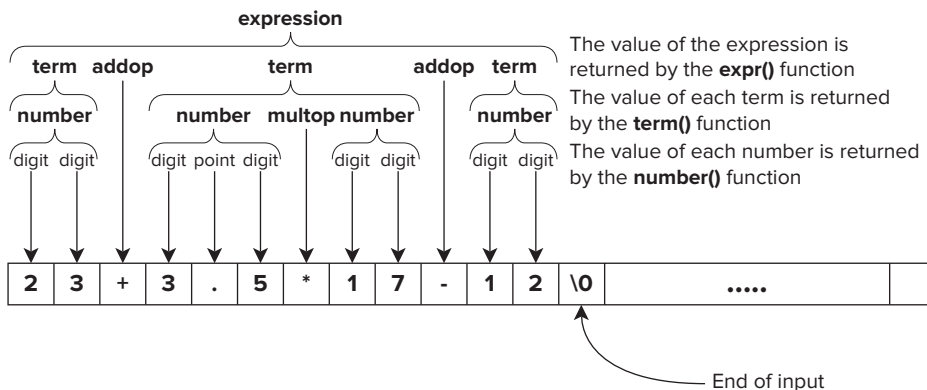 expression
term addop term addop term
number number multop number number
digit digit digit point digit digit digit digit digit
The value of the expression is
returned by the expr() function
The value of each term is returned
by the term() function
The value of each number is returned
by the number() function
2 3 + 3 . 5 * 1 7 - 1 2 \0 .....
End of input